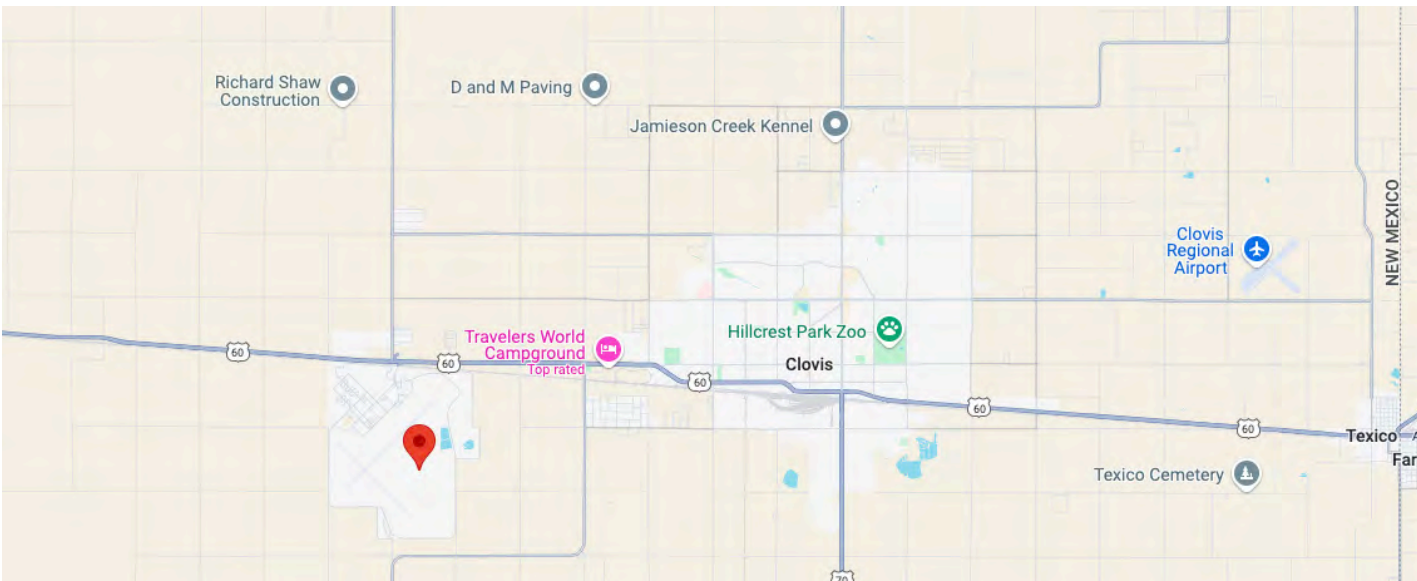 Richard Shaw
Construction
D and M Paving
Jamieson Creek Kennel
NEW MEXICO
Clovis
Regional
Airport
Travelers World
Campground
Top rated
Hillcrest Park Zoo
Clovis
60
60
60
60
60
Texico
Far
Texico Cemetery
70